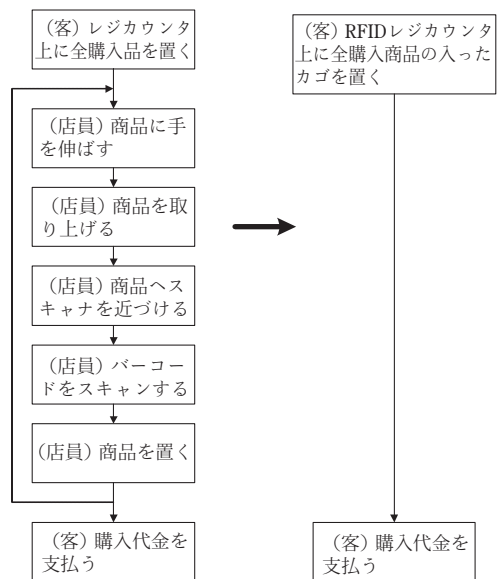 （客）レジカウンタ
上に全購入品を置く
（店員）商品に手
を伸ばす
（店員）商品を取
り上げる
（店員）商品へス
キャナを近づける
（店員）バーコー
ドをスキャンする
（店員）商品を置く
（客）購入代金を
支払う
（客）RFIDレジカウンタ
上に全購入商品の入った
カゴを置く
（客）購入代金を
支払う